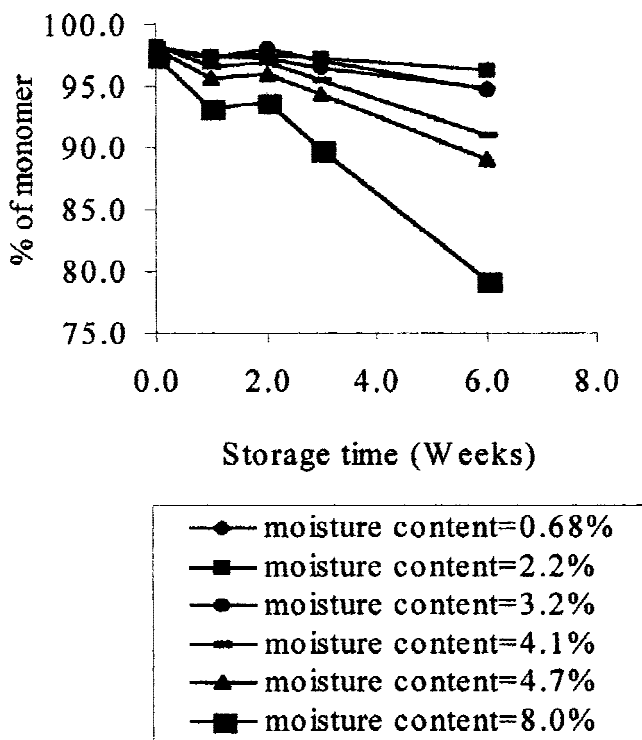 100.0
95.0
90.0
85.0
80.0
75.0
% of monomer
0.0 2.0 4.0 6.0 8.0
Storage time (Weeks)
moisture content=0.68%
moisture content=2.2%
moisture content=3.2%
moisture content=4.1%
moisture content=4.7%
moisture content=8.0%